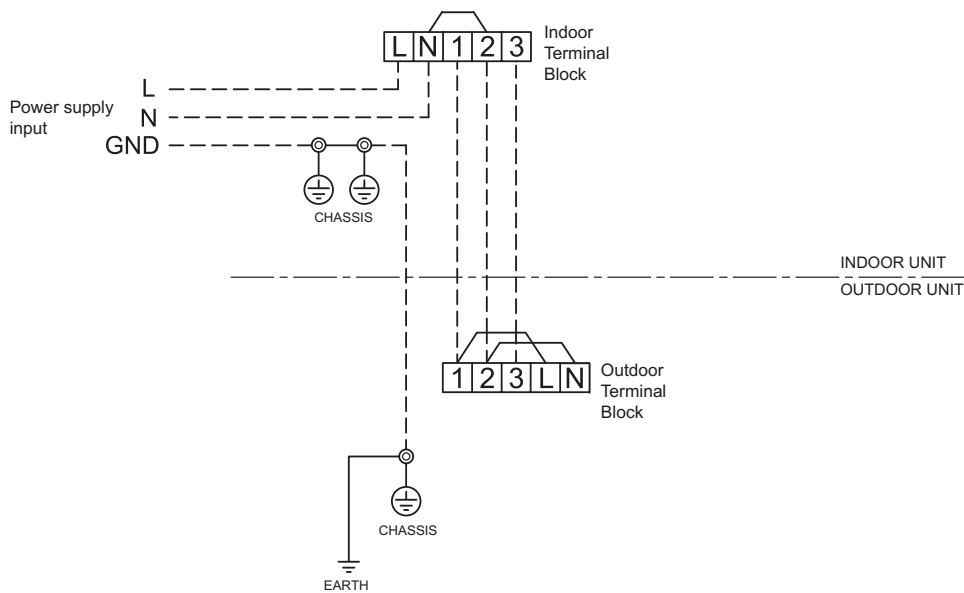 Indoor
Terminal
Block
L N 1 2 3
Power supply
input
L
N
GND
CHASSIS
INDOOR UNIT
OUTDOOR UNIT
1 2 3 L N
Outdoor
Terminal
Block
CHASSIS
EARTH